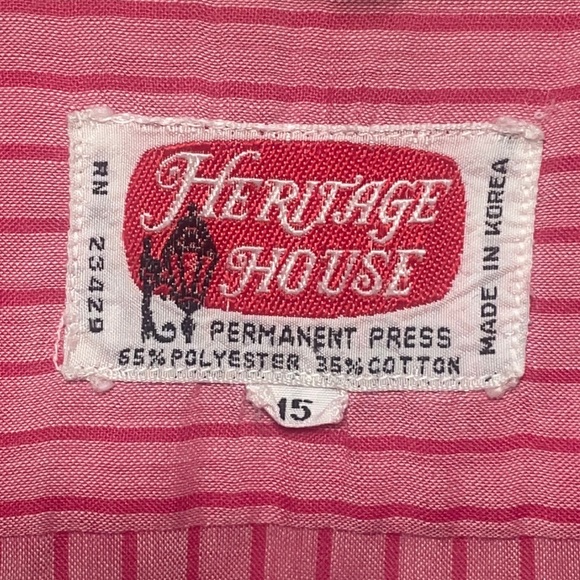 HERITAGE
HOUSE
PERMANENT PRESS
65% POLYESTER 35% COTTON
RN 23429
MADE IN KOREA
15